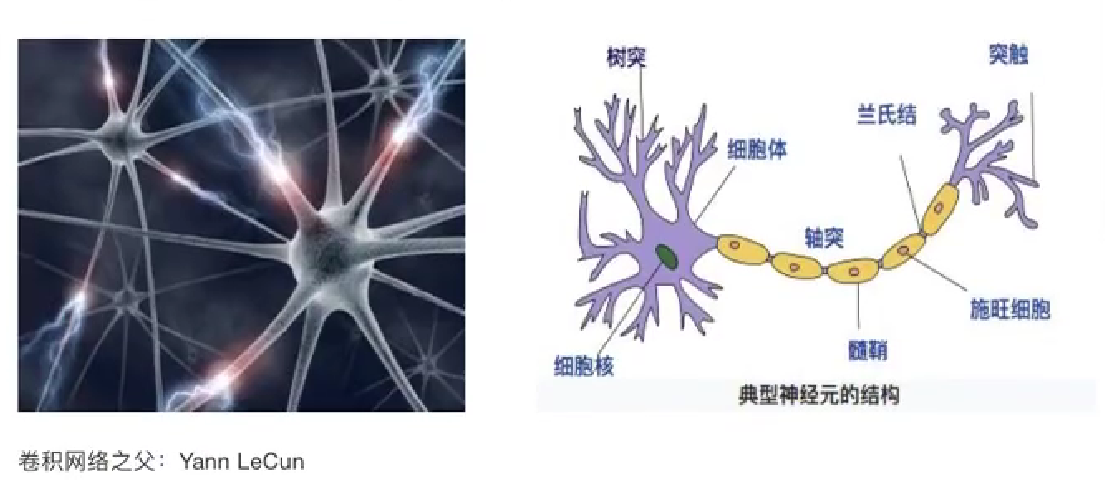 树突
突触
兰氏结
细胞体
轴突
施旺细胞
髓鞘
细胞核
典型神经元的结构
卷积网络之父：Yann LeCun